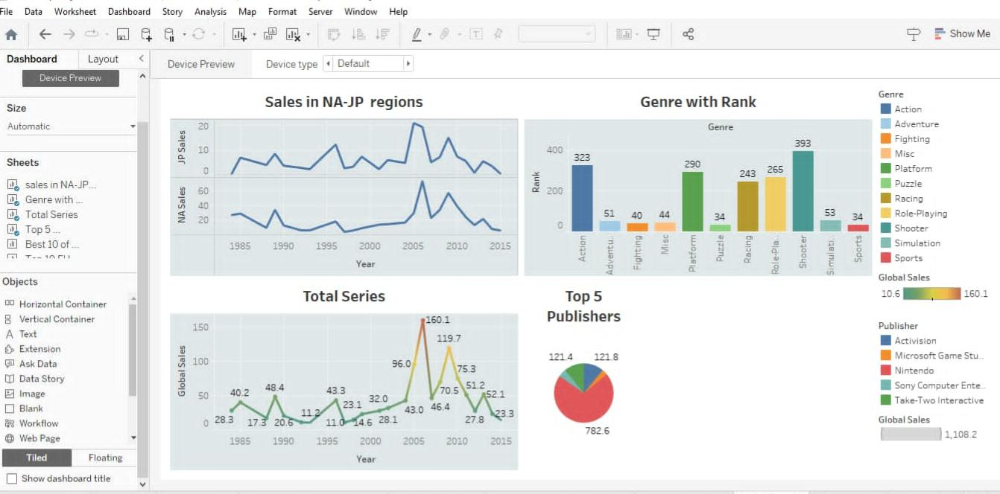 File Data Worksheet Dashboard Story Analysis Map Format Server Window Help
Show Me
Dashboard Layout
Device Preview
Size
Automatic
Sheets
sales in NA-JP...
Genre with ...
Total Series
Top 5 ...
Best 10 of ...
Objects
Horizontal Container
Vertical Container
Text
Extension
Ask Data
Data Story
Image
Blank
Workflow
Web Page
Tiled Floating
Show dashboard title
Device Preview Device type Default
Sales in NA-JP regions
JP Sales
20
10
0
NA Sales
60
40
20
1985 1990 1995 2000 2005 2010 2015
Year
Genre with Rank
Genre
Rank
400
200
0
323 51 40 44 290 34 243 265 393 53 34
Action Adventu.. Fighting Misc Platform Puzzle Racing Role-Pla.. Shooter Simulati.. Sports
Total Series
Global Sales
150
100
50
0
28.3 40.2 17.3 48.4 20.6 11.2 43.3 11.0 23.1 14.6 32.0 28.1 43.0 96.0 160.1 46.4 70.5 119.7 75.3 51.2 27.8 52.1 23.3
1985 1990 1995 2000 2005 2010 2015
Year
Top 5
Publishers
121.4 121.8
782.6
Genre
Action
Adventure
Fighting
Misc
Platform
Puzzle
Racing
Role-Playing
Shooter
Simulation
Sports
Global Sales
10.6 160.1
Publisher
Activision
Microsoft Game Stu..
Nintendo
Sony Computer Ente..
Take-Two Interactive
Global Sales
1,108.2